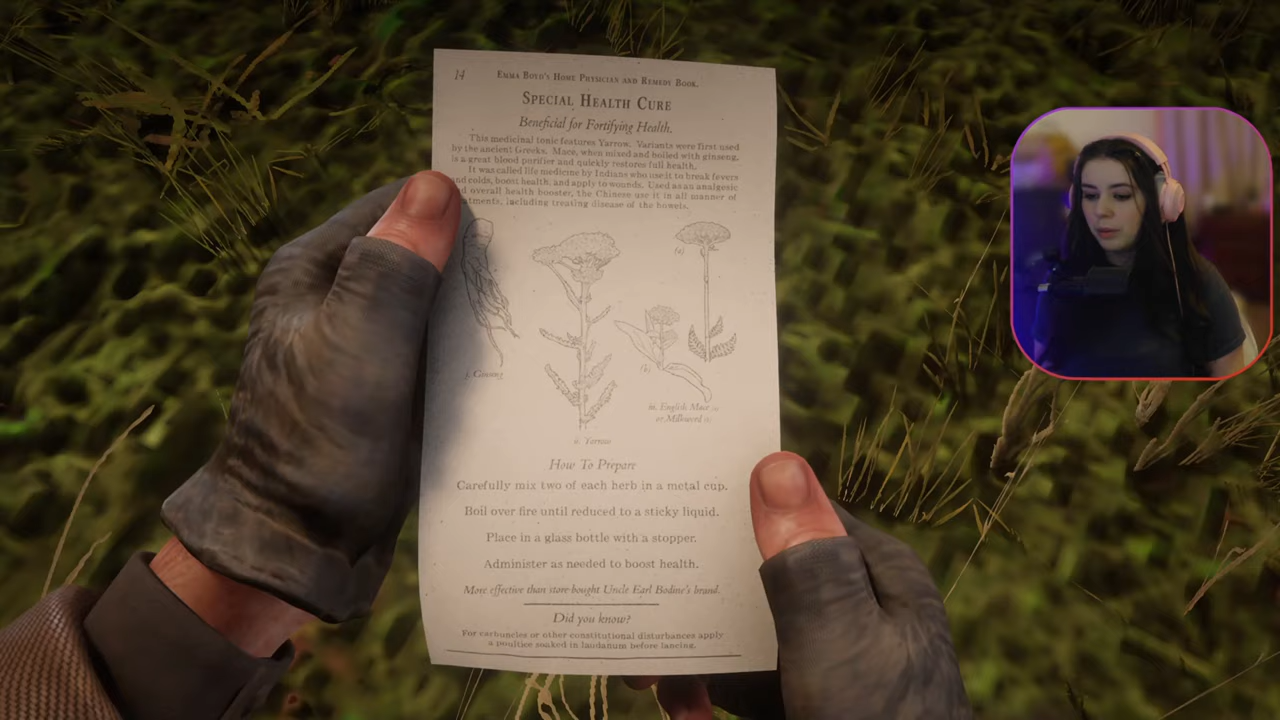 14
EMMA BOYD'S HOME PHYSICIAN AND REMEDY BOOK.
SPECIAL HEALTH CURE
Beneficial for Fortifying Health.
This medicinal tonic features Yarrow. Variants were first used
by the ancient Greeks. Mace, when mixed and boiled with ginseng,
is a great blood purifier and quickly restores full health.
It was called life medicine by Indians who use it to break fevers
and colds, boost health, and apply to wounds. Used as an analgesic
overall health booster, the Chinese use it in all manner of
including treating disease of the bowels.
(a)
(b)
Ginseng
m. English Mace
or Milkweed
Yarrow
How To Prepare
Carefully mix two of each herb in a metal cup.
Boil over fire until reduced to a sticky liquid.
Place in a glass bottle with a stopper.
Administer as needed to boost health.
More effective than store-bought Uncle Earl Bodine's brand.
Did you know?
For carbuncles or other constitutional disturbances apply
a poultice soaked in laudanum before lancing.